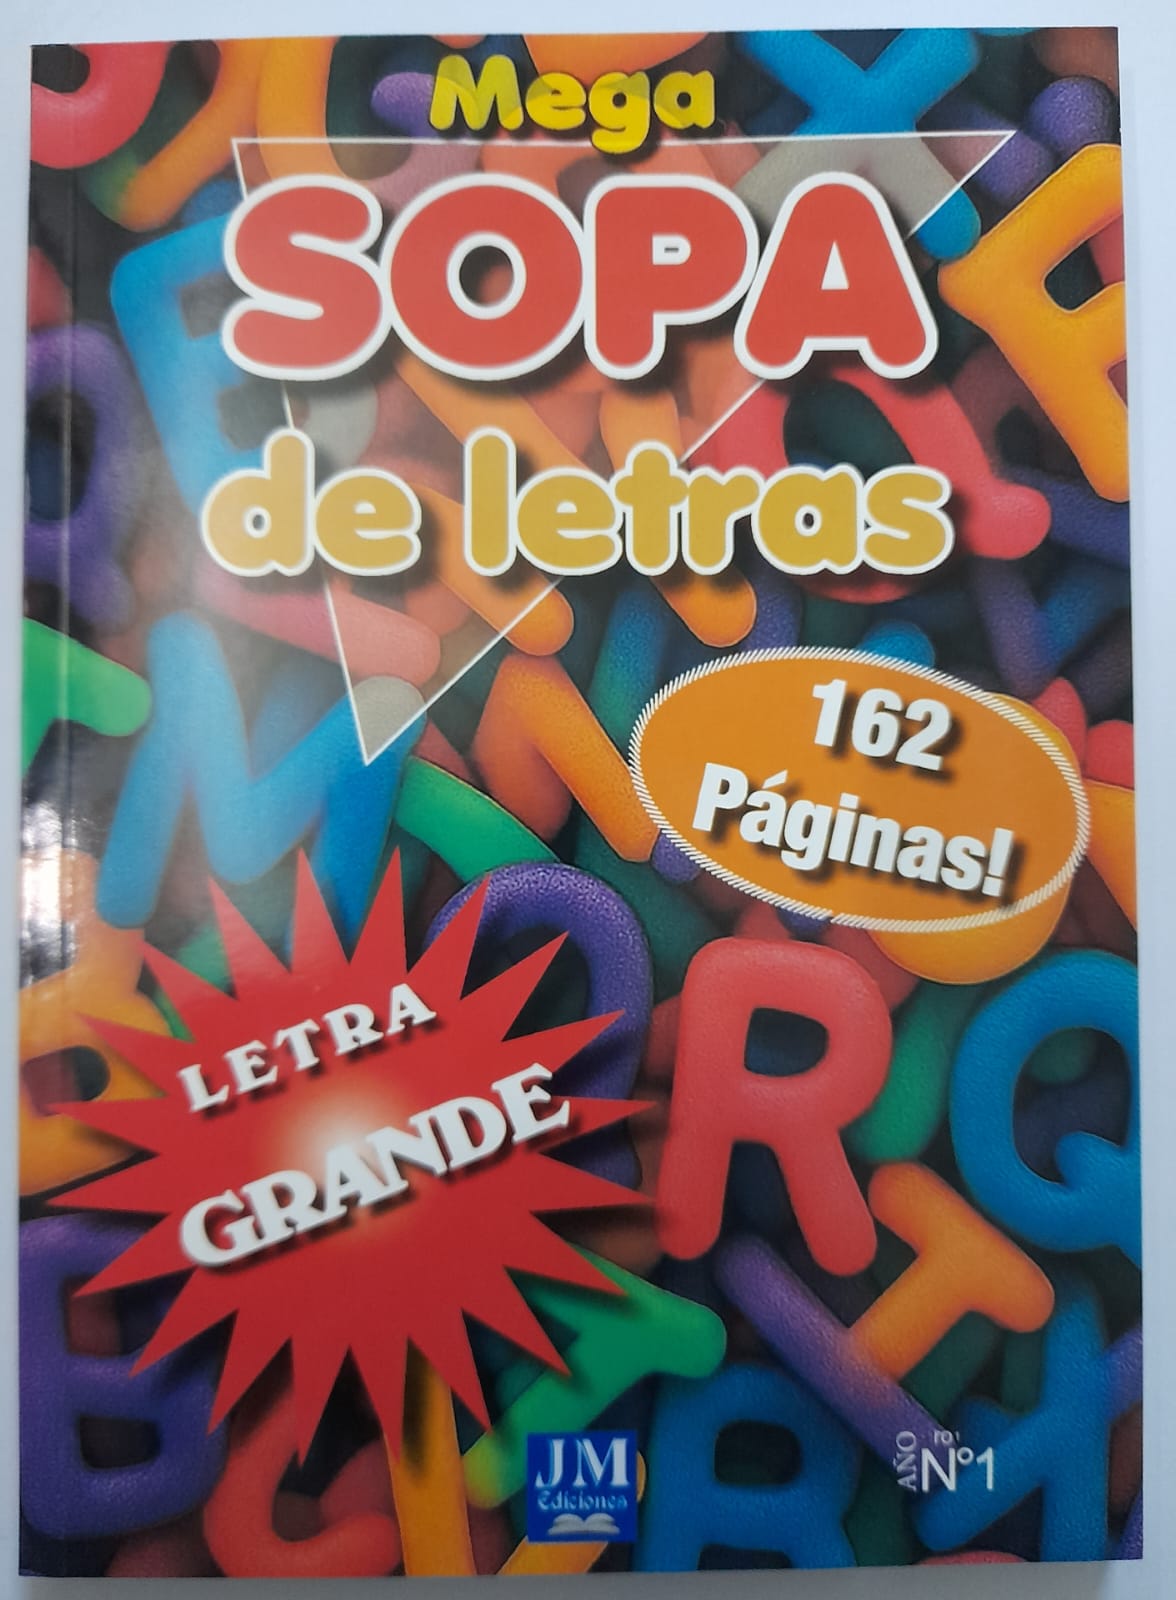 Mega
SOPA
de letras
162
Páginas!
LETRA
GRANDE
JM
Ediciones
AÑO
Nº1